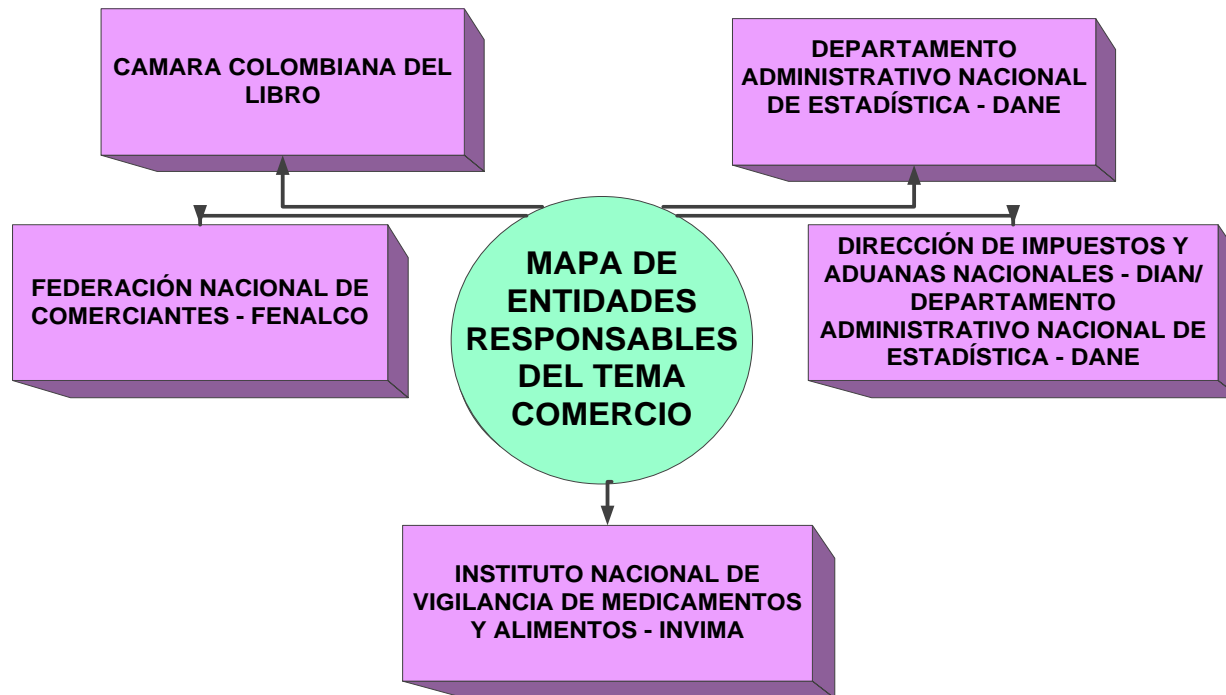 CAMARA COLOMBIANA DEL
LIBRO
DEPARTAMENTO
ADMINISTRATIVO NACIONAL
DE ESTADÍSTICA - DANE
FEDERACIÓN NACIONAL DE
COMERCIANTES - FENALCO
MAPA DE
ENTIDADES
RESPONSABLES
DEL TEMA
COMERCIO
DIRECCIÓN DE IMPUESTOS Y
ADUANAS NACIONALES - DIAN/
DEPARTAMENTO
ADMINISTRATIVO NACIONAL DE
ESTADÍSTICA - DANE
INSTITUTO NACIONAL DE
VIGILANCIA DE MEDICAMENTOS
Y ALIMENTOS - INVIMA